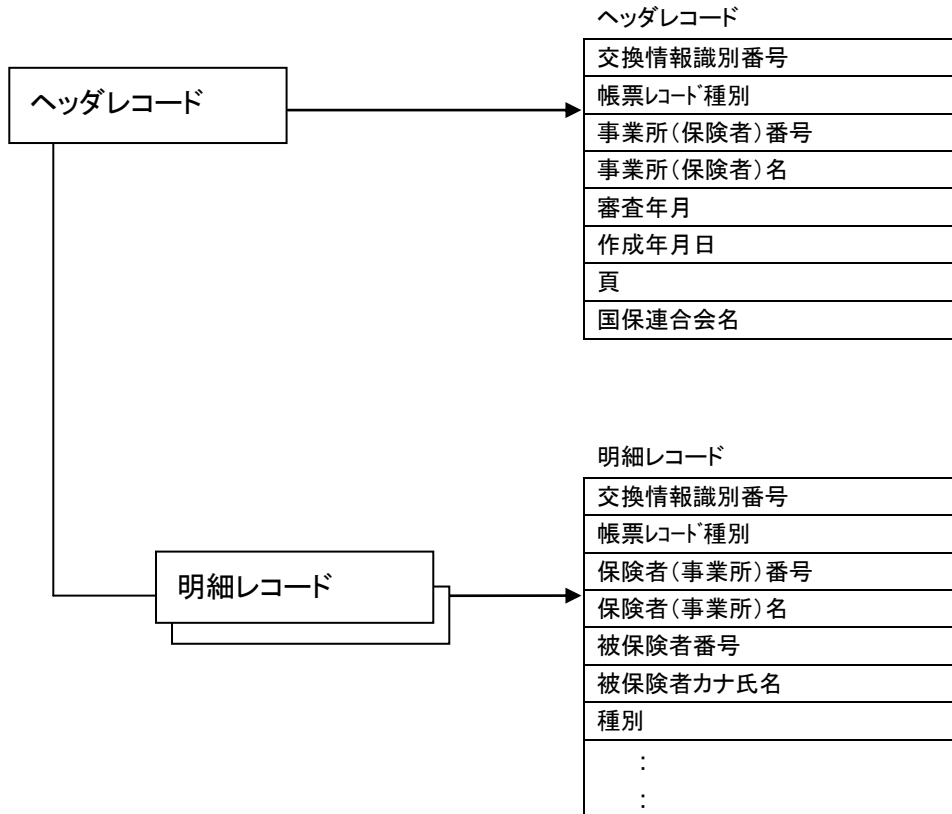 ヘッダレコード
ヘッダレコード
交換情報識別番号
帳票ﾚｺｰﾄﾞ種別
事業所(保険者)番号
事業所(保険者)名
審査年月
作成年月日
頁
国保連合会名
明細レコード
明細レコード
交換情報識別番号
帳票ﾚｺｰﾄﾞ種別
保険者(事業所)番号
保険者(事業所)名
被保険者番号
被保険者カナ氏名
種別
:
: